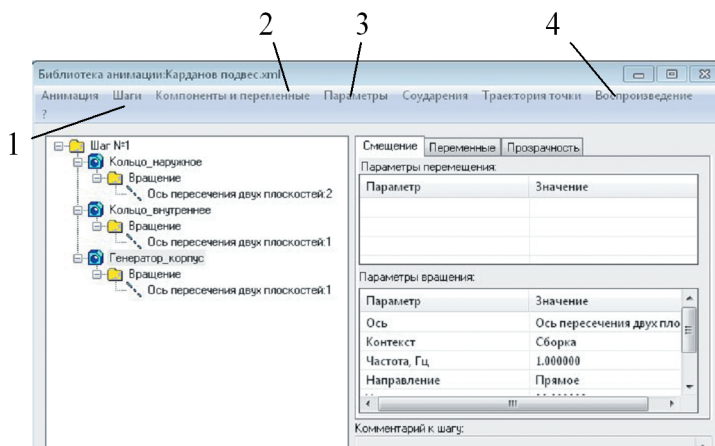 2 3 4
Библиотека анимации:Карданов подвес.xml
Анимация Шаги Компоненты и переменные Параметры Соударения Траектория точки Воспроизведение
?
1
Шаг №1
Кольцо_наружное
Вращение
Ось пересечения двух плоскостей:2
Кольцо_внутреннее
Вращение
Ось пересечения двух плоскостей:1
Генератор_корпус
Вращение
Ось пересечения двух плоскостей:1
Смещение Переменные Прозрачность
Параметры перемещения:
Параметр Значение
Параметры вращения:
Параметр Значение
Ось Ось пересечения двух пло
Контекст Сборка
Частота, Гц 1.000000
Направление Прямое
Комментарий к шагу: